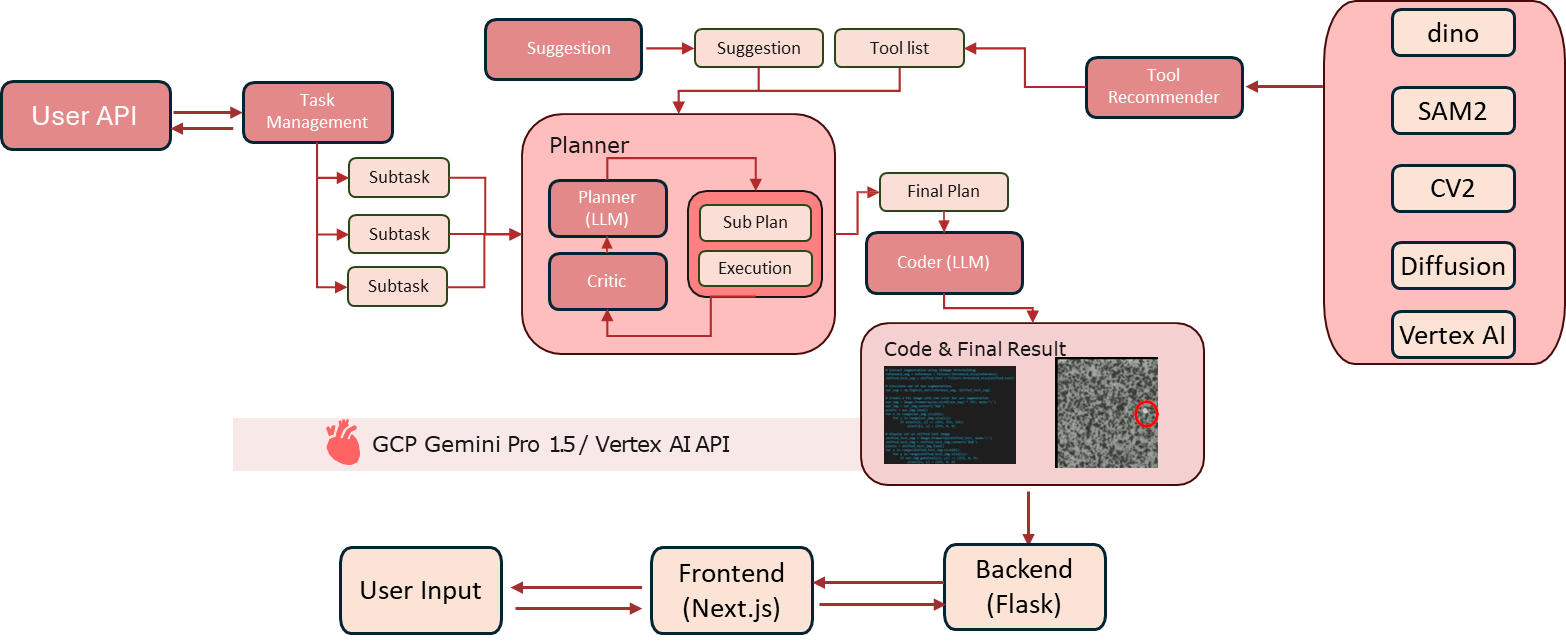 Suggestion
Suggestion
Tool list
Tool
Recommender
dino
SAM2
CV2
Diffusion
Vertex AI
User API
Task
Management
Subtask
Subtask
Subtask
Planner
Planner
(LLM)
Critic
Sub Plan
Execution
Final Plan
Coder (LLM)
Code & Final Result
GCP Gemini Pro 1.5 / Vertex AI API
User Input
Frontend
(Next.js)
Backend
(Flask)